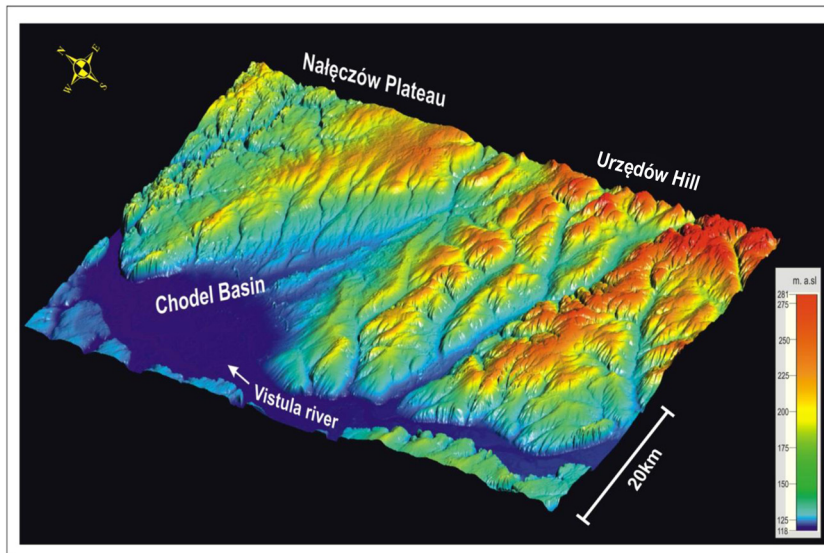 N
E
W
S
Nałęczów Plateau
Urzędów Hill
Chodel Basin
Vistula river
20km
m. a.sl
281
275
250
225
200
175
150
125
118